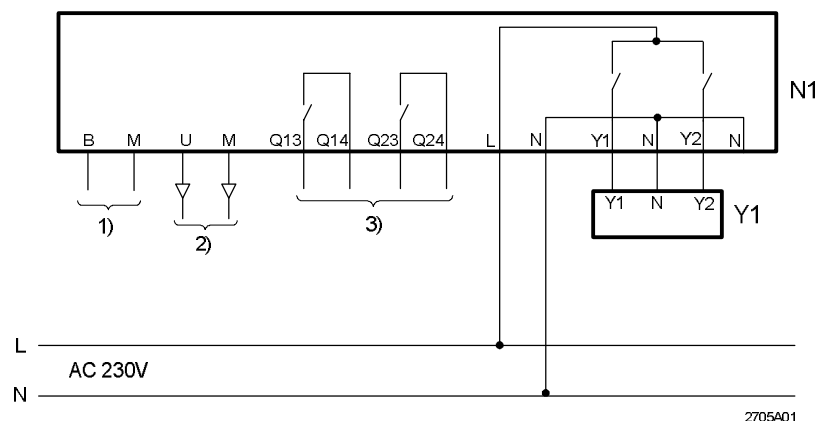 N1
B M U M Q13 Q14 Q23 Q24 L N Y1 N Y2 N
Y1 N Y2
Y1
1)
2)
3)
L
AC 230V
N
2705A01